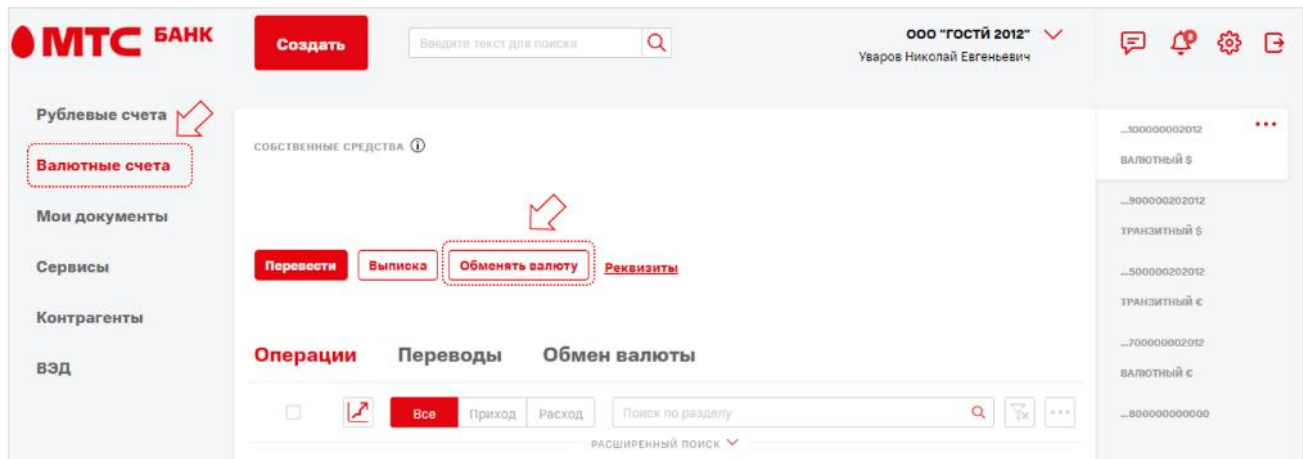 МТС БАНК
Создать
Введите текст для поиска
ООО "ГОСТЙ 2012"
Уваров Николай Евгеньевич
Рублевые счета
Валютные счета
Мои документы
Сервисы
Контрагенты
ВЭД
СОБСТВЕННЫЕ СРЕДСТВА
Перевести Выписка Обменять валюту Реквизиты
Операции Переводы Обмен валюты
Все Приход Расход Поиск по разделу
РАСШИРЕННЫЙ ПОИСК
...100000002012
ВАЛЮТНЫЙ $
...900000202012
ТРАНЗИТНЫЙ $
...500000202012
ТРАНЗИТНЫЙ €
...700000002012
ВАЛЮТНЫЙ €
...800000000000